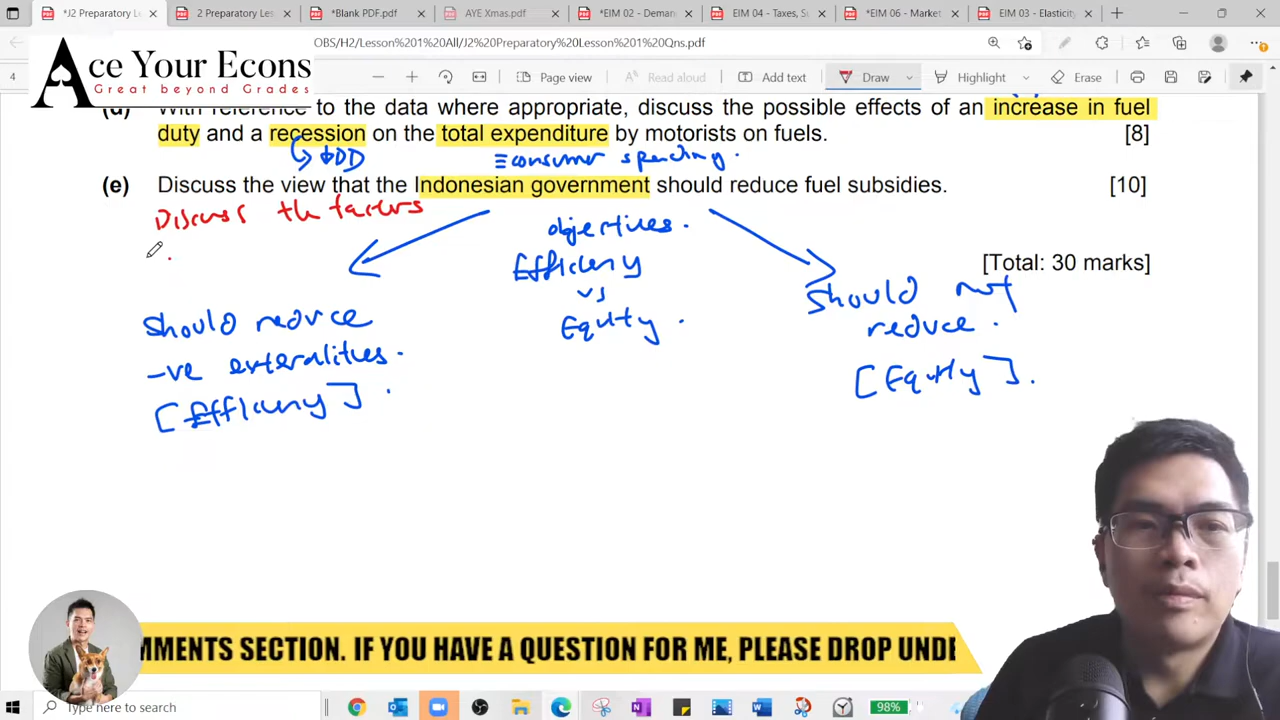 *J2 Preparatory Les
2 Preparatory Les
*Blank PDF.pdf
AYE Xmas.pdf
*EIM 02 - Deman
EIM 04 - Taxes, Su
*EIM 06 - Market
EIM 03 - Elasticity
OBS/H2/Lesson%201%20All/J2%20Preparatory%20Lesson%201%20Qns.pdf
Ace Your Econs
Great beyond Grades
4
Page view
Read aloud
Add text
Draw
Highlight
Erase
(d) With reference to the data where appropriate, discuss the possible effects of an increase in fuel
duty and a recession on the total expenditure by motorists on fuels. [8]
↓DD
≡consumer spending.
(e) Discuss the view that the Indonesian government should reduce fuel subsidies. [10]
Discuss the factors
objectives.
Efficiency
vs
Equity.
[Total: 30 marks]
should reduce
-ve externalities.
[Efficiency].
should not
reduce.
[Equity].
MMENTS SECTION. IF YOU HAVE A QUESTION FOR ME, PLEASE DROP UNDE
Type here to search
98%